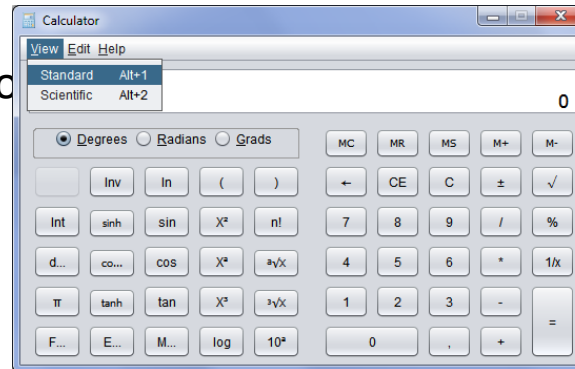 Calculator
View Edit Help
Standard Alt+1
Scientific Alt+2
0
Degrees Radians Grads
MC MR MS M+ M-
Inv ln ( ) ← CE C ± √
Int sinh sin X² n! 7 8 9 / %
d... co... cos Xª ª√X 4 5 6 * 1/x
π tanh tan X³ ³√X 1 2 3 - =
F... E... M... log 10ª 0 , +